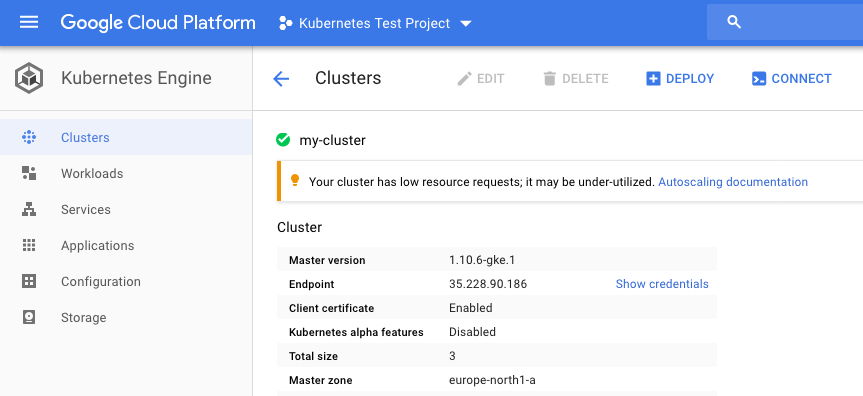 Google Cloud Platform Kubernetes Test Project
Kubernetes Engine
Clusters EDIT DELETE DEPLOY CONNECT
Clusters
Workloads
Services
Applications
Configuration
Storage
my-cluster
Your cluster has low resource requests; it may be under-utilized. Autoscaling documentation
Cluster
Master version 1.10.6-gke.1
Endpoint 35.228.90.186 Show credentials
Client certificate Enabled
Kubernetes alpha features Disabled
Total size 3
Master zone europe-north1-a